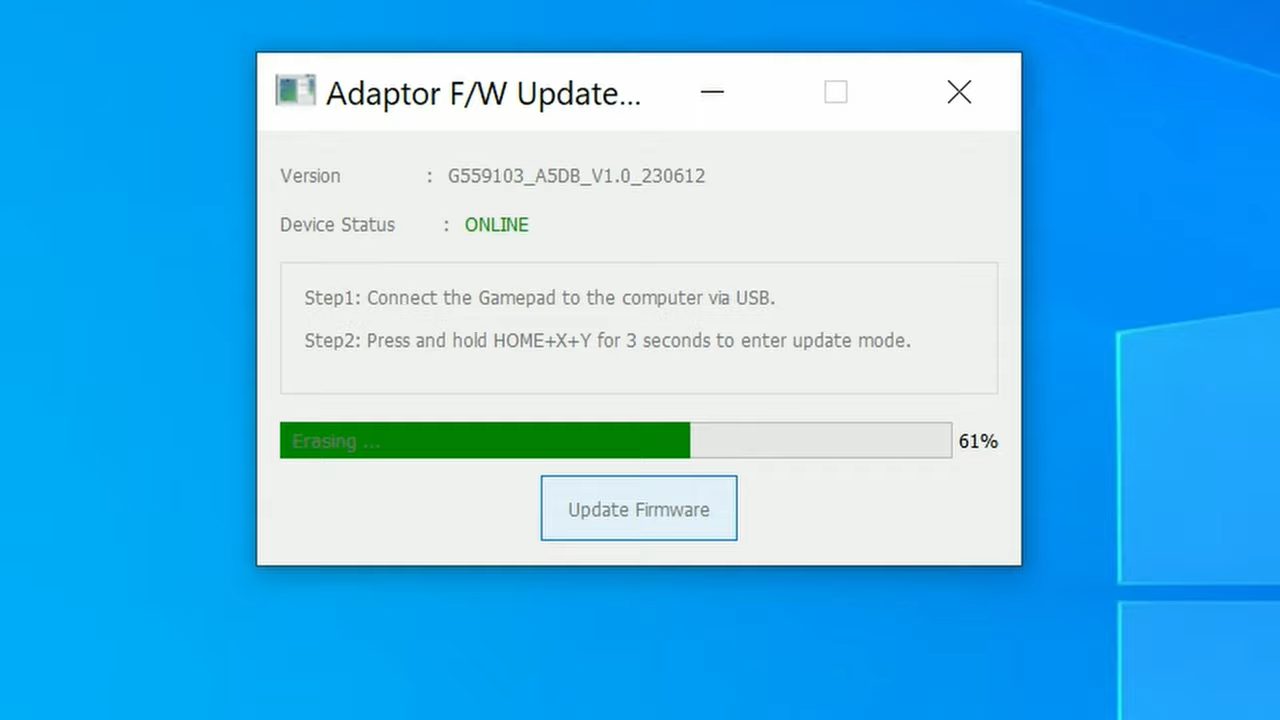 Adaptor F/W Update...
Version : G559103_A5DB_V1.0_230612
Device Status : ONLINE
Step1: Connect the Gamepad to the computer via USB.
Step2: Press and hold HOME+X+Y for 3 seconds to enter update mode.
Erasing ... 61%
Update Firmware